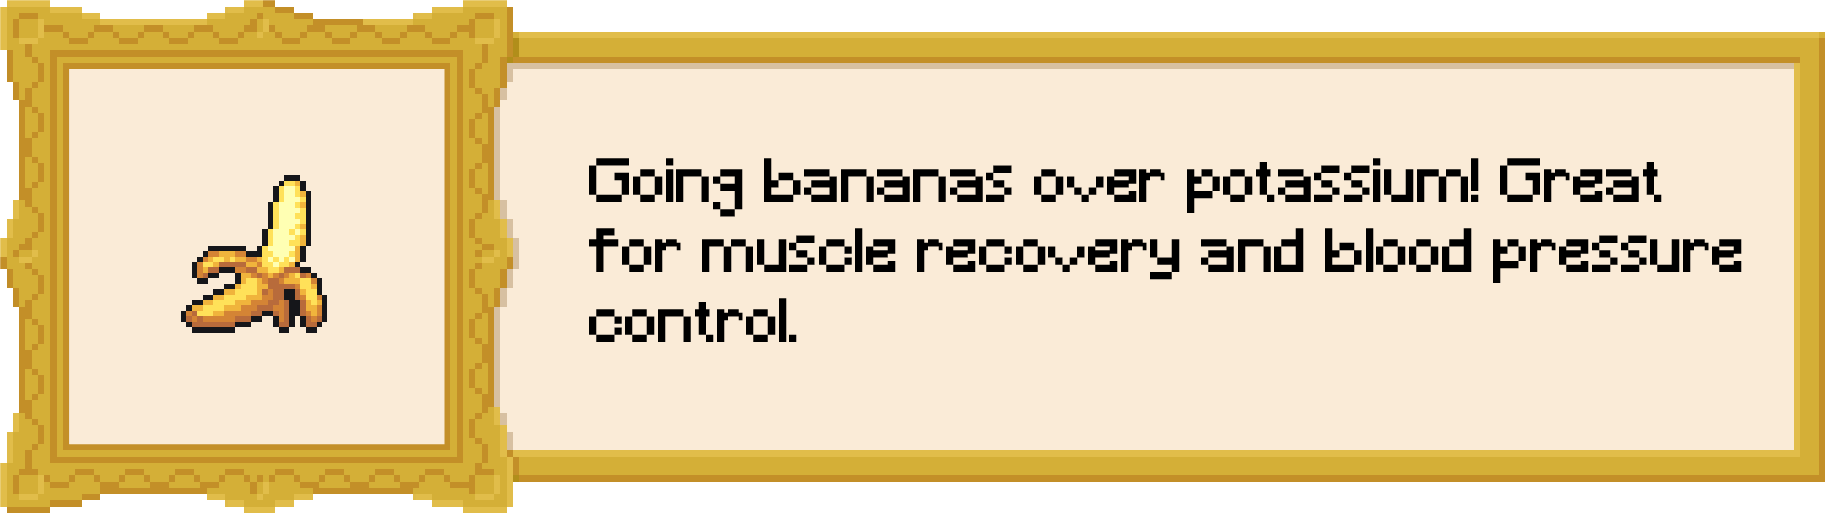 Going bananas over potassium! Great
for muscle recovery and blood pressure
control.